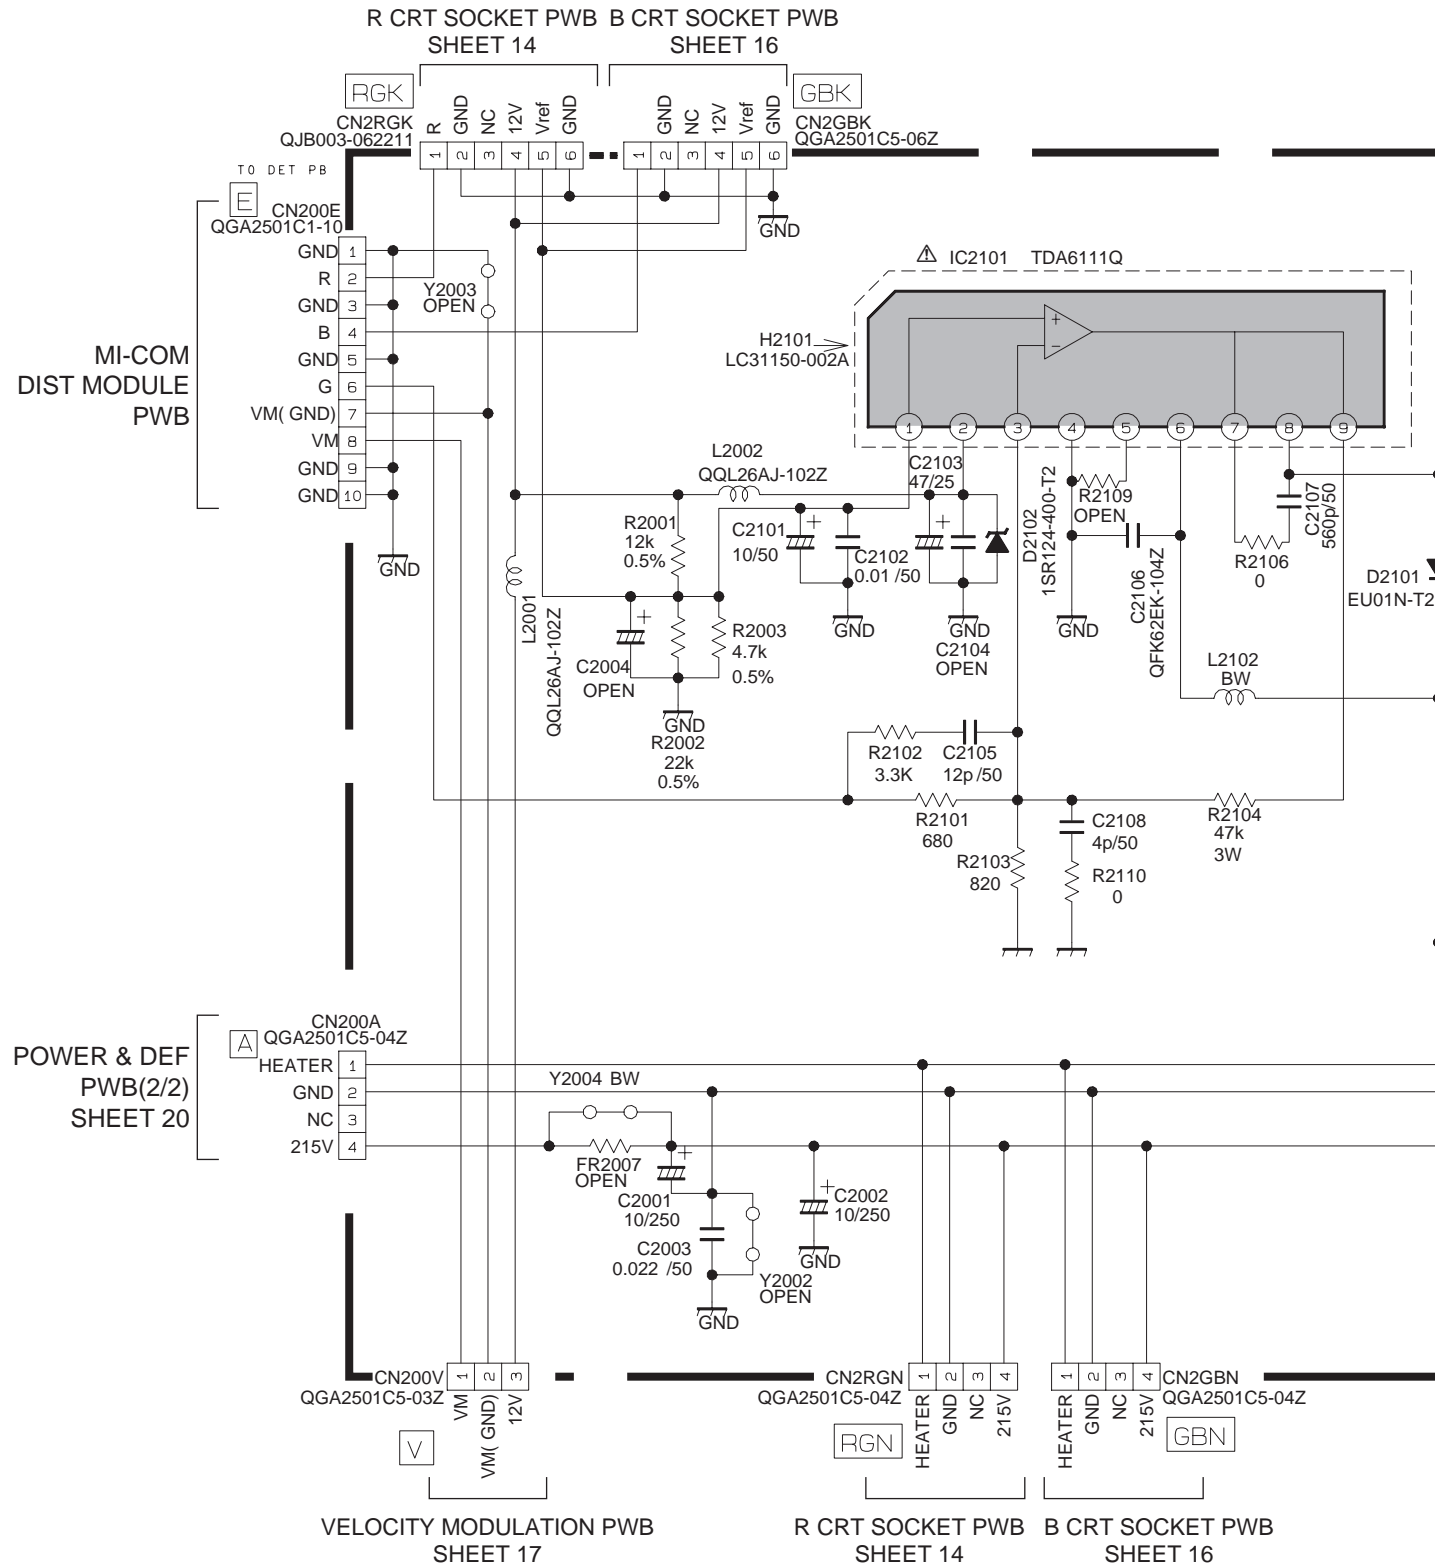 R CRT SOCKET PWB
SHEET 14
B CRT SOCKET PWB
SHEET 16
RGK
CN2RGK
QJB003-062211
R
GND
NC
12V
Vref
GND
1
2
3
4
5
6
GND
NC
12V
Vref
GND
1
2
3
4
5
6
GBK
CN2GBK
QGA2501C5-06Z
GND
TO DET PB
E
CN200E
QGA2501C1-10
GND 1
R 2
GND 3
B 4
GND 5
G 6
VM( GND) 7
VM 8
GND 9
GND 10
MI-COM
DIST MODULE
PWB
Y2003
OPEN
GND
⚠ IC2101 TDA6111Q
H2101
LC31150-002A
+
−
1
2
3
4
5
6
7
8
9
L2002
QQL26AJ-102Z
L2001
QQL26AJ-102Z
R2001
12k
0.5%
C2004
OPEN
+
R2003
4.7k
0.5%
GND
R2002
22k
0.5%
C2101
10/50
+
C2102
0.01 /50
GND
C2103
47/25
+
GND
C2104
OPEN
D2102
1SR124-400-T2
R2109
OPEN
C2106
QFK62EK-104Z
GND
R2106
0
C2107
560p/50
D2101
EU01N-T2
L2102
BW
R2102
3.3K
C2105
12p /50
R2101
680
R2103
820
C2108
4p/50
R2110
0
R2104
47k
3W
POWER & DEF
PWB(2/2)
SHEET 20
A
CN200A
QGA2501C5-04Z
HEATER 1
GND 2
NC 3
215V 4
Y2004 BW
FR2007
OPEN
+
C2001
10/250
C2003
0.022 /50
GND
Y2002
OPEN
+
C2002
10/250
GND
CN200V
QGA2501C5-03Z
1
2
3
VM
VM( GND)
12V
V
VELOCITY MODULATION PWB
SHEET 17
CN2RGN
QGA2501C5-04Z
1
2
3
4
HEATER
GND
NC
215V
RGN
R CRT SOCKET PWB
SHEET 14
1
2
3
4
CN2GBN
QGA2501C5-04Z
HEATER
GND
NC
215V
GBN
B CRT SOCKET PWB
SHEET 16